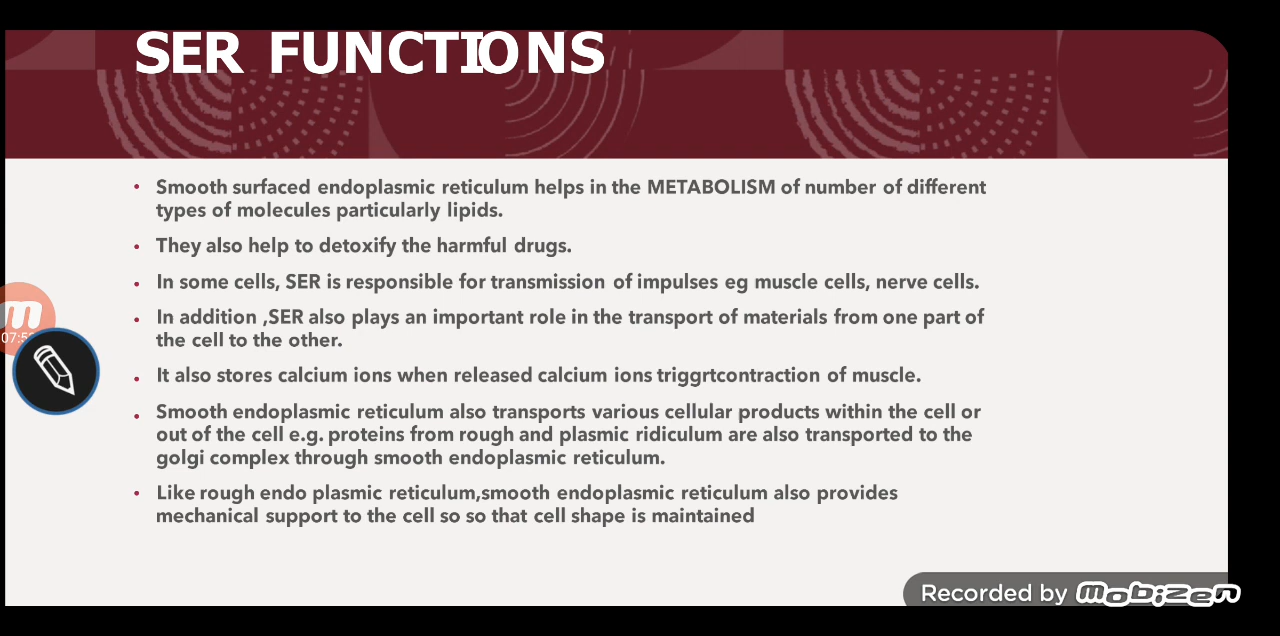 SER FUNCTIONS
Smooth surfaced endoplasmic reticulum helps in the METABOLISM of number of different
types of molecules particularly lipids.
They also help to detoxify the harmful drugs.
In some cells, SER is responsible for transmission of impulses eg muscle cells, nerve cells.
In addition ,SER also plays an important role in the transport of materials from one part of
the cell to the other.
It also stores calcium ions when released calcium ions triggrtcontraction of muscle.
Smooth endoplasmic reticulum also transports various cellular products within the cell or
out of the cell e.g. proteins from rough and plasmic ridiculum are also transported to the
golgi complex through smooth endoplasmic reticulum.
Like rough endo plasmic reticulum,smooth endoplasmic reticulum also provides
mechanical support to the cell so so that cell shape is maintained
Recorded by mobizen